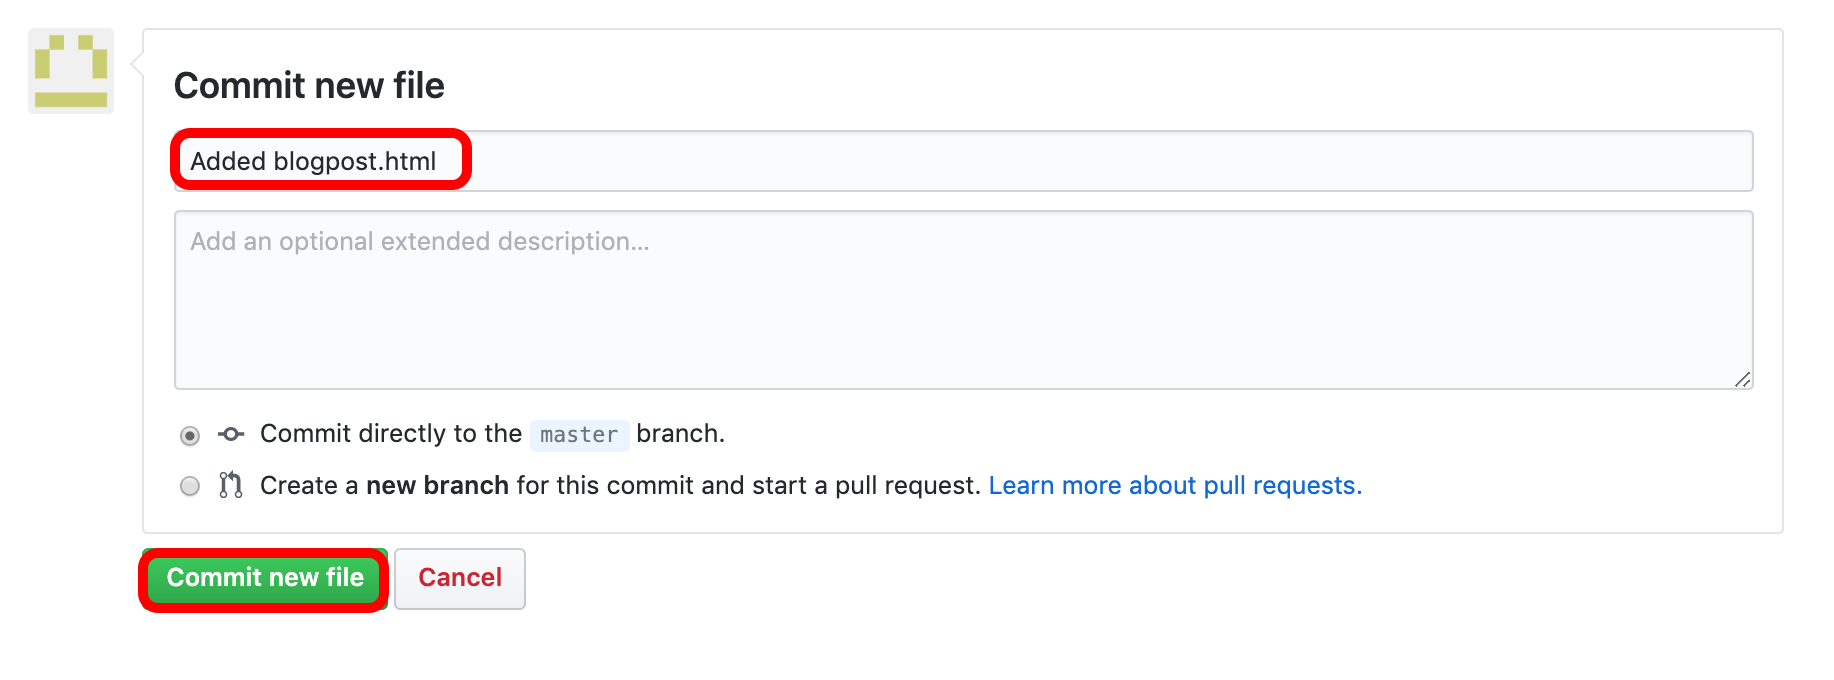 Commit new file
Added blogpost.html
Add an optional extended description...
Commit directly to the master branch.
Create a new branch for this commit and start a pull request. Learn more about pull requests.
Commit new file Cancel